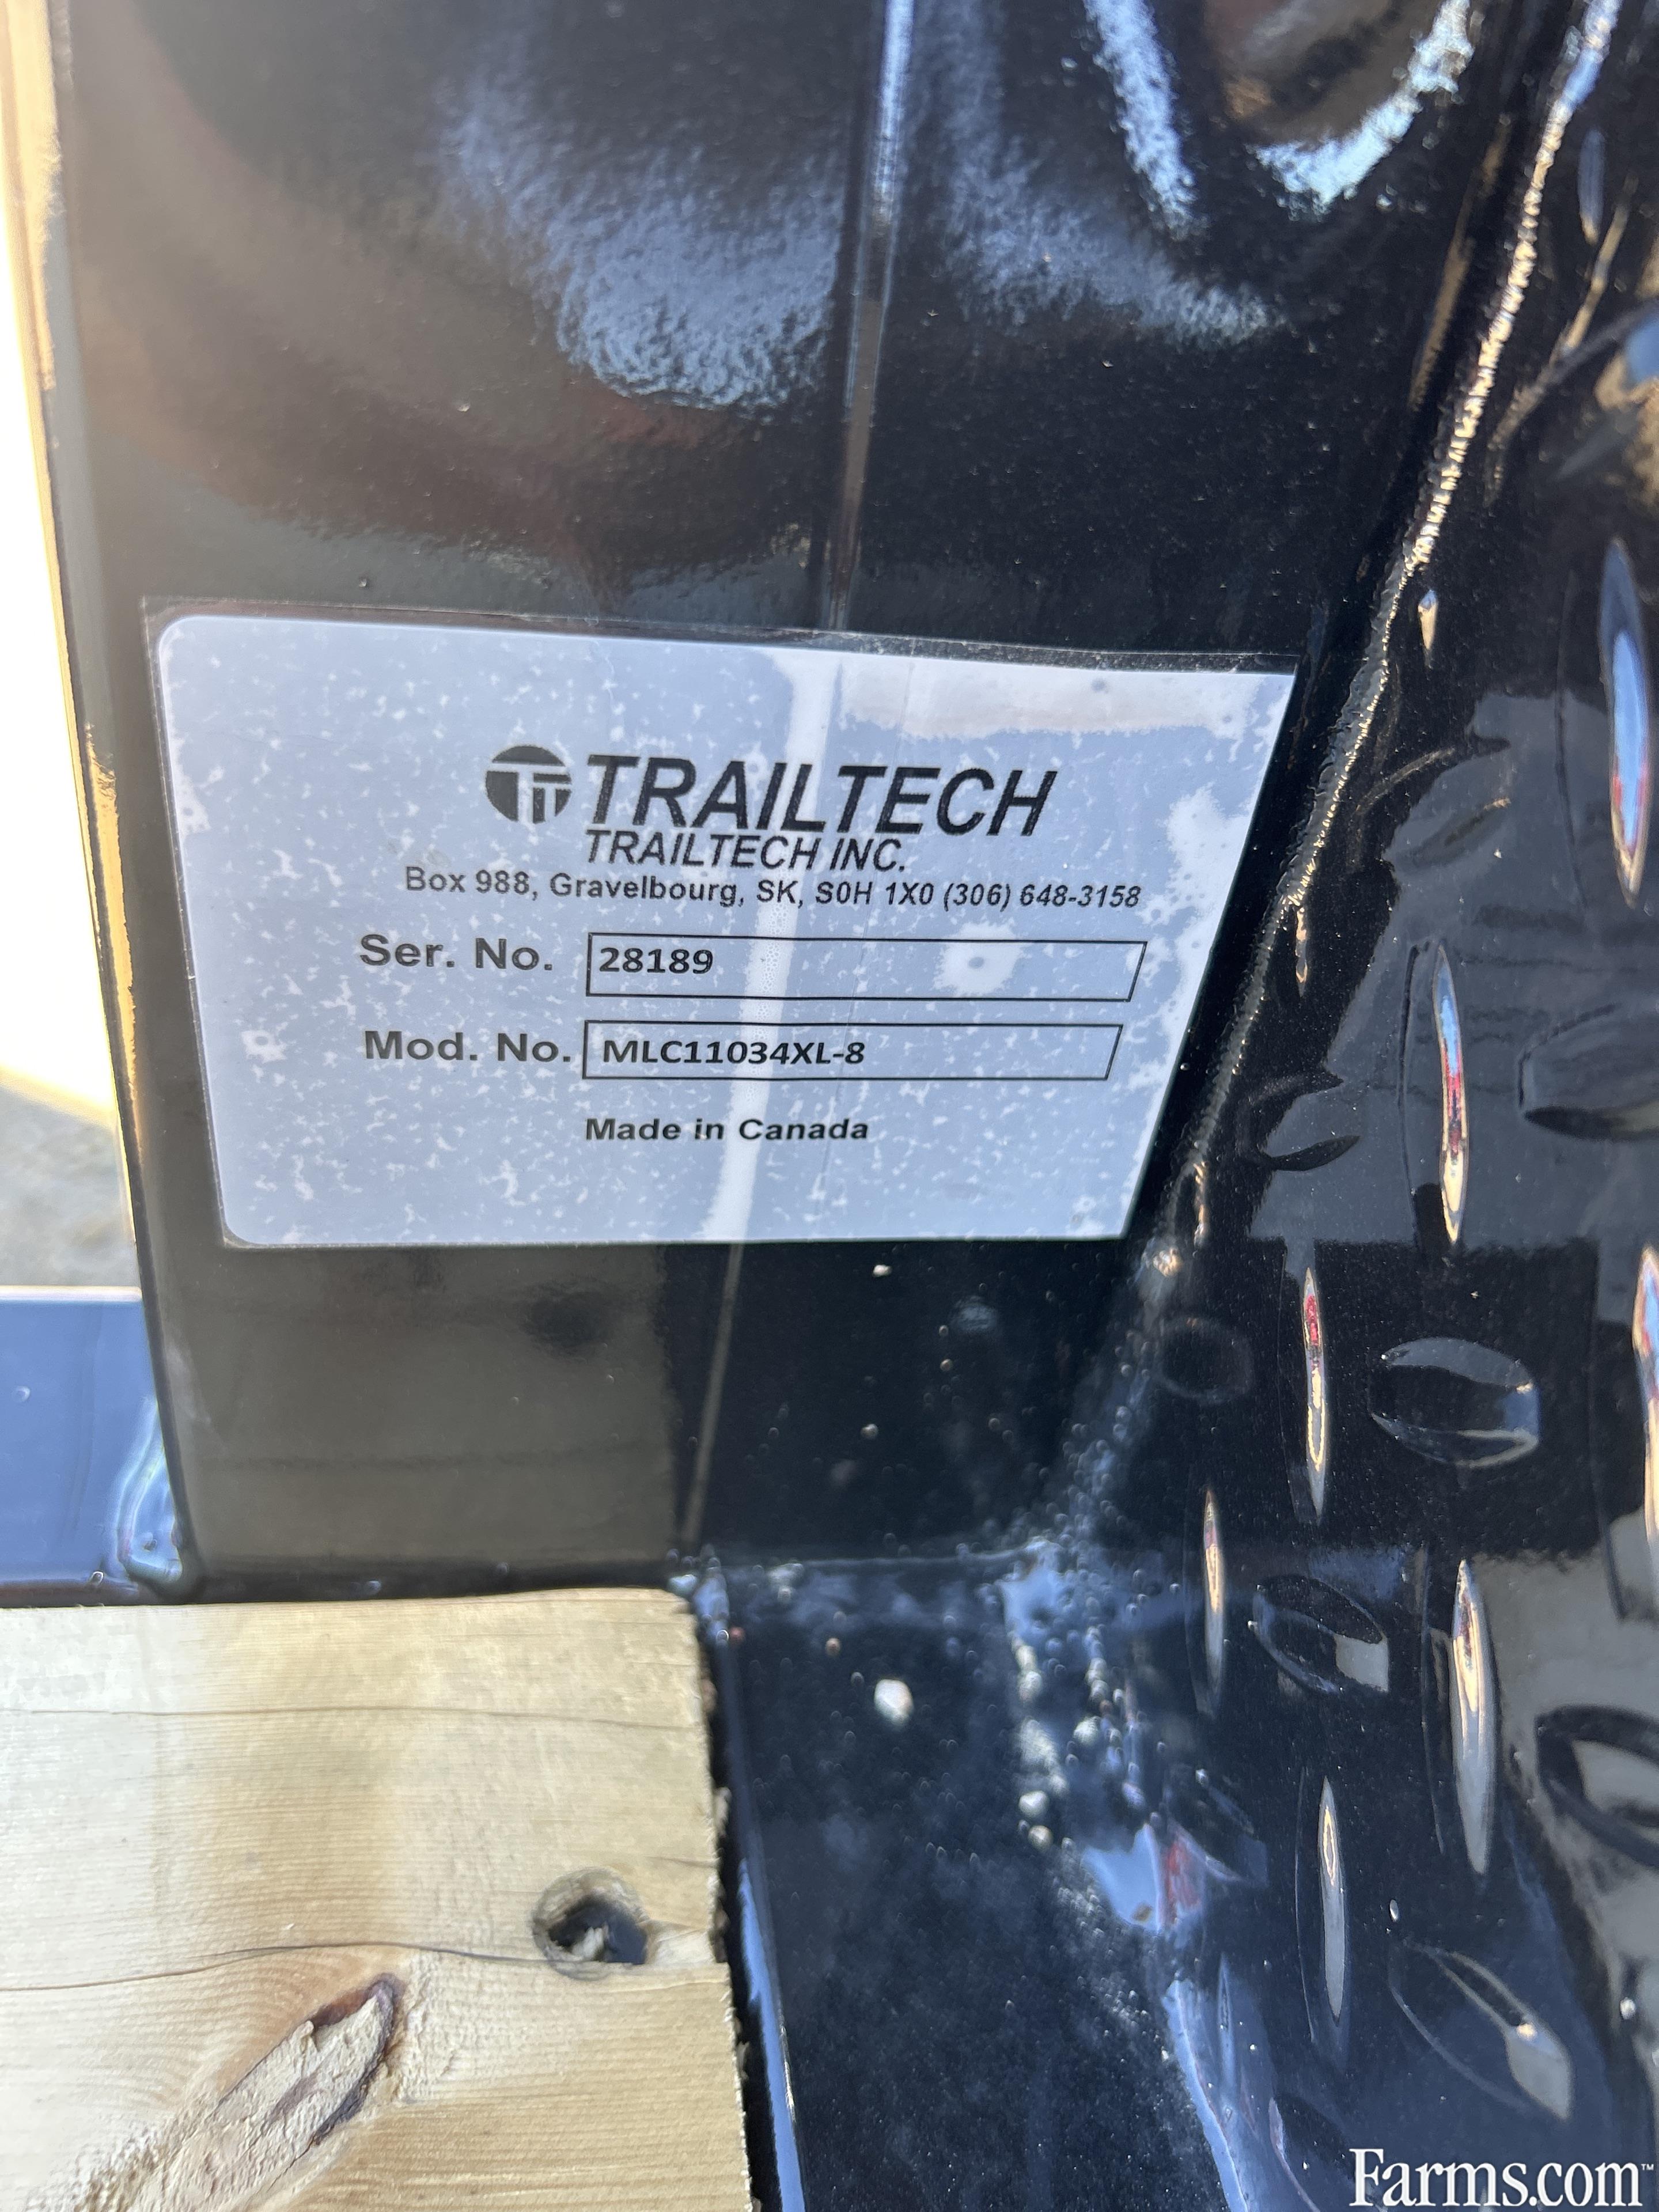 TRAILTECH
TRAILTECH INC.
Box 988, Gravelbourg, SK, S0H 1X0 (306) 648-3158
Ser. No. 28189
Mod. No. MLC11034XL-8
Made in Canada
Farms.com™